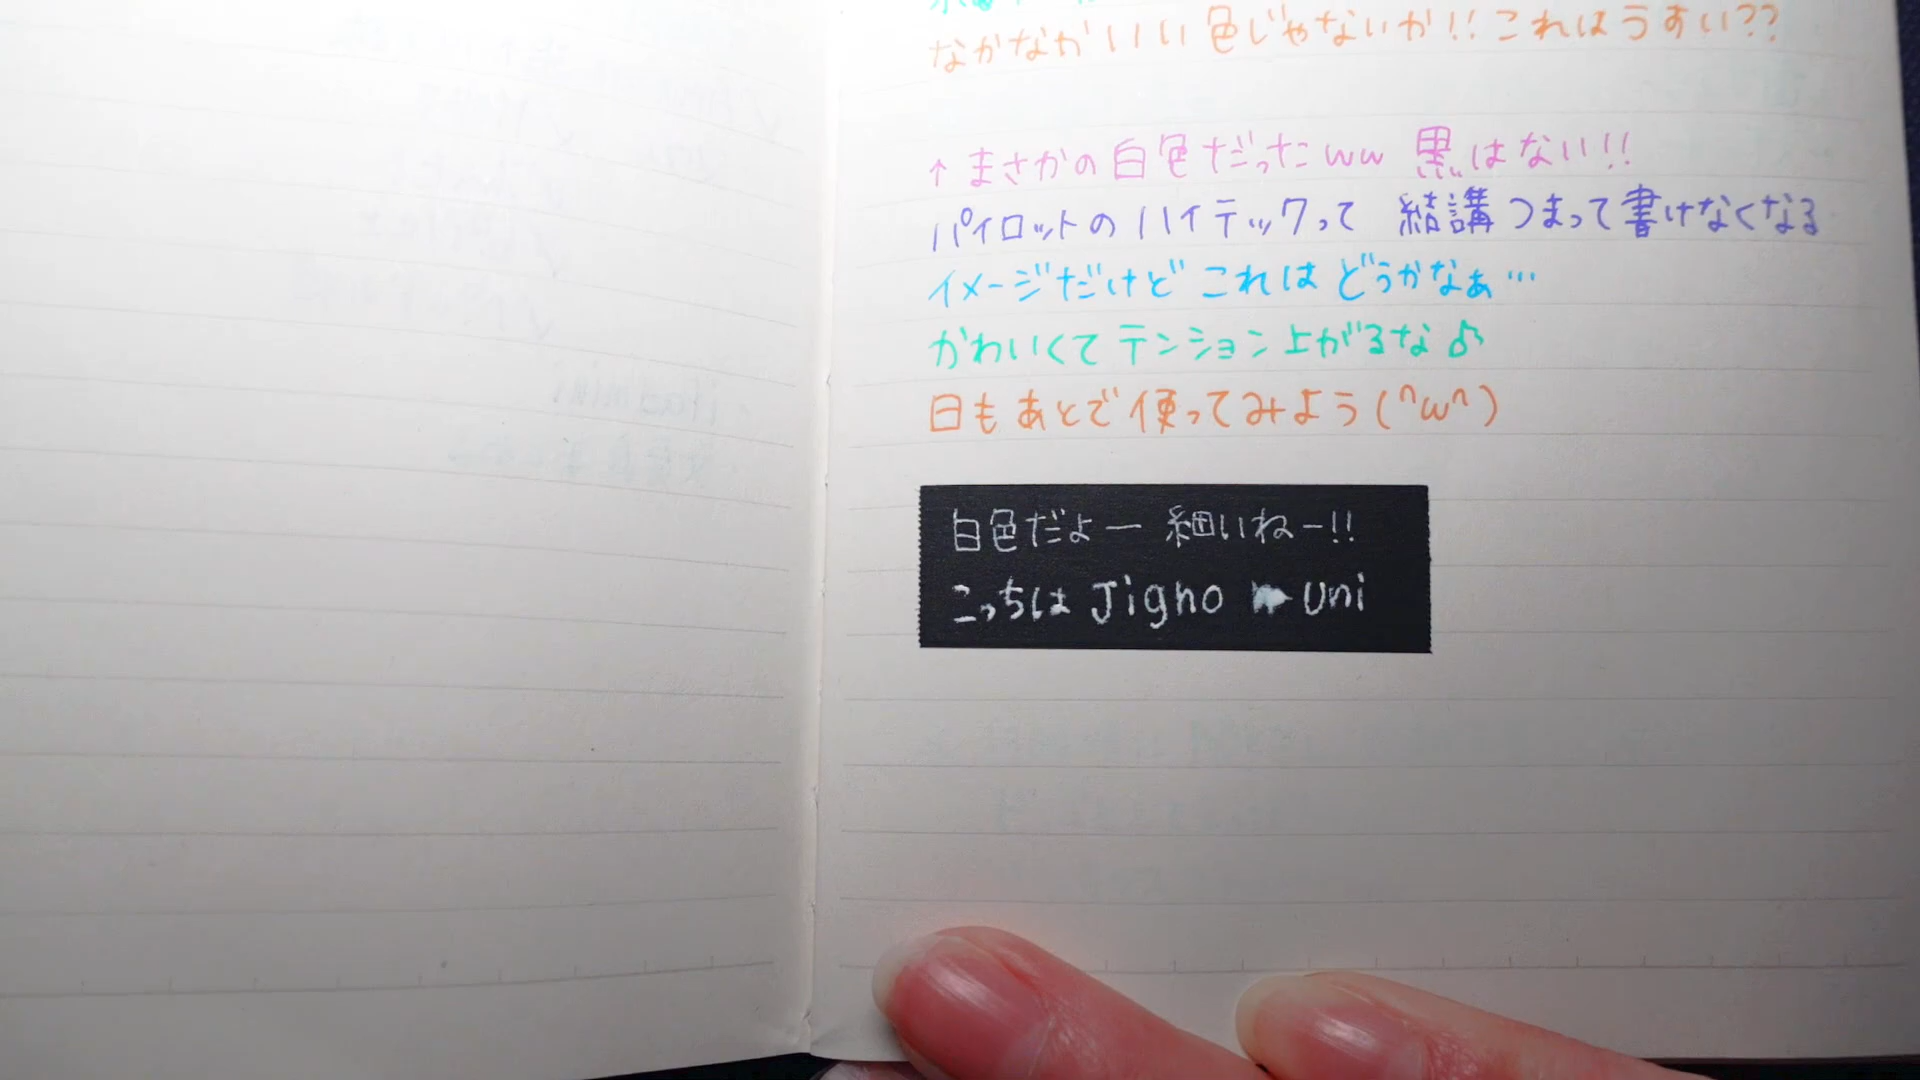 なかなかいい色じゃないか!! これはうすい??
↑まさかの白色だったww 黒はない!!
パイロットのハイテックって 結講つまって書けなくなる
イメージだけど これは どうかなぁ…
かわいくてテンション上がるな♪
白もあとで使ってみよう(^ω^)
白色だよー 細いねー!!
こっちは Jigno Uni